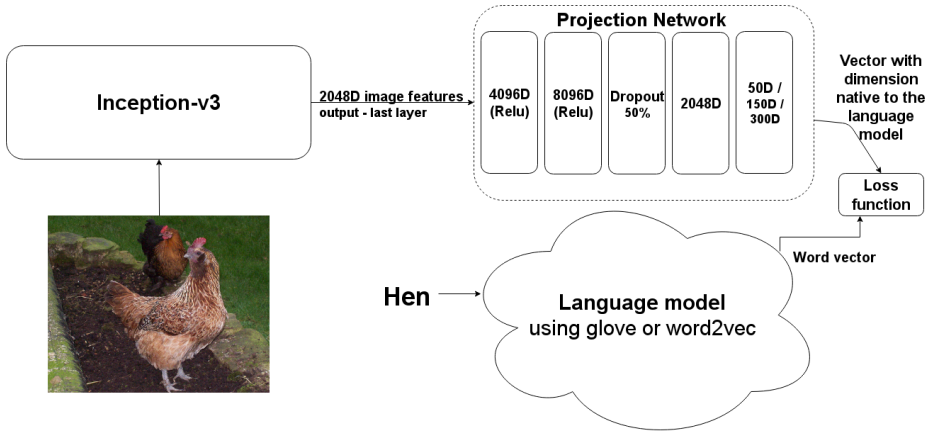 Projection Network
Inception-v3
2048D image features
output - last layer
4096D
(Relu)
8096D
(Relu)
Dropout
50%
2048D
50D /
150D /
300D
Vector with
dimension
native to the
language
model
Loss
function
Word vector
Hen
Language model
using glove or word2vec